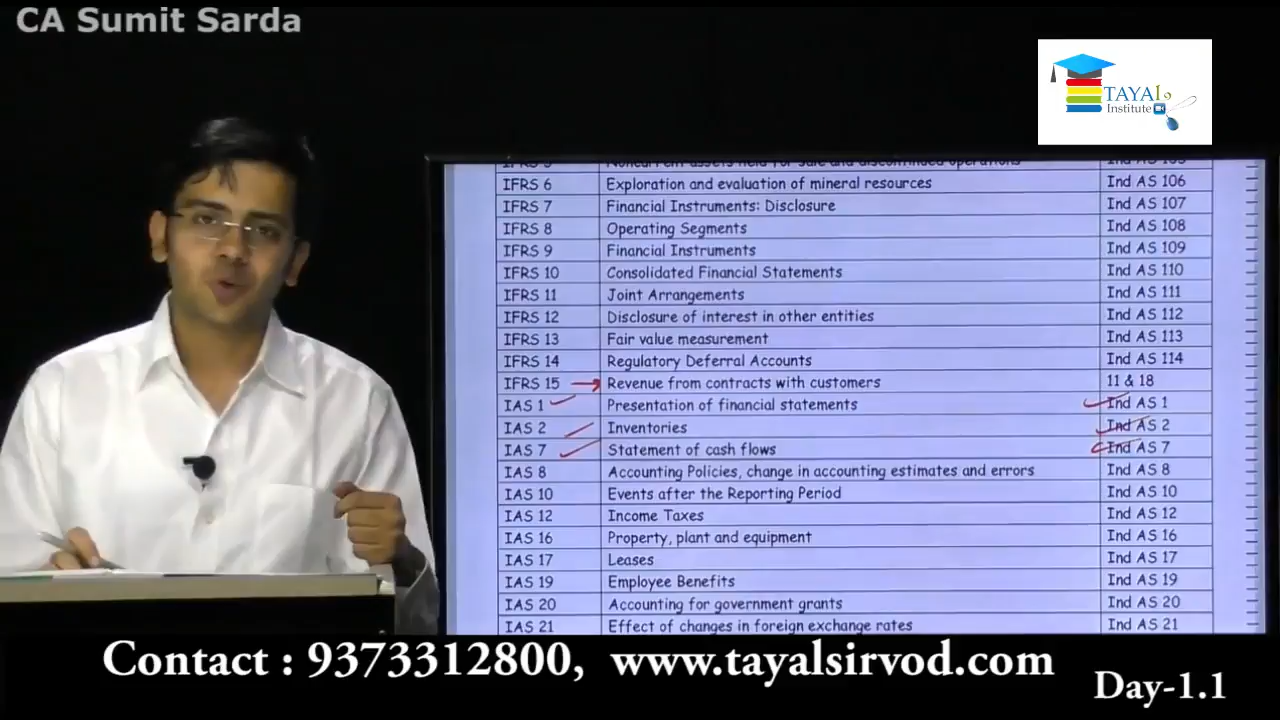 CA Sumit Sarda
TAYAl's
Institute
Noncurrent assets held for sale and discontinued operations
IFRS 6 Exploration and evaluation of mineral resources Ind AS 106
IFRS 7 Financial Instruments: Disclosure Ind AS 107
IFRS 8 Operating Segments Ind AS 108
IFRS 9 Financial Instruments Ind AS 109
IFRS 10 Consolidated Financial Statements Ind AS 110
IFRS 11 Joint Arrangements Ind AS 111
IFRS 12 Disclosure of interest in other entities Ind AS 112
IFRS 13 Fair value measurement Ind AS 113
IFRS 14 Regulatory Deferral Accounts Ind AS 114
IFRS 15 Revenue from contracts with customers 11 & 18
IAS 1 Presentation of financial statements Ind AS 1
IAS 2 Inventories Ind AS 2
IAS 7 Statement of cash flows Ind AS 7
IAS 8 Accounting Policies, change in accounting estimates and errors Ind AS 8
IAS 10 Events after the Reporting Period Ind AS 10
IAS 12 Income Taxes Ind AS 12
IAS 16 Property, plant and equipment Ind AS 16
IAS 17 Leases Ind AS 17
IAS 19 Employee Benefits Ind AS 19
IAS 20 Accounting for government grants Ind AS 20
IAS 21 Effect of changes in foreign exchange rates Ind AS 21
Contact : 9373312800, www.tayalsirvod.com
Day-1.1